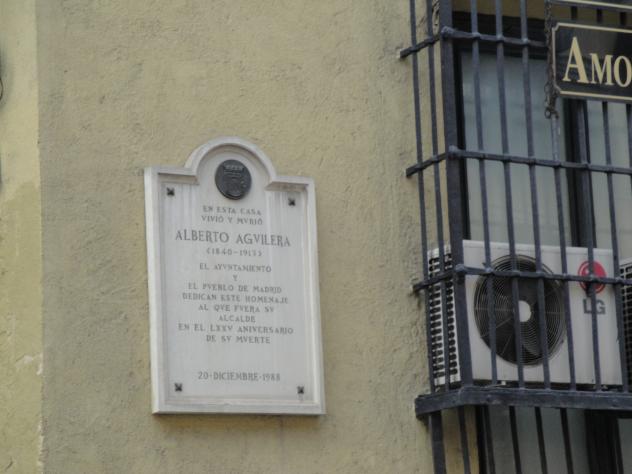 EN ESTA CASA
VIVIÓ Y MVRIÓ
ALBERTO AGVILERA
(1840-1913)
EL AYVNTAMIENTO
Y
EL PVEBLO DE MADRID
DEDICAN ESTE HOMENAJE
AL QVE FVERA SV
ALCALDE
EN EL LXXV ANIVERSARIO
DE SV MVERTE
20-DICIEMBRE-1988
AMO
LG